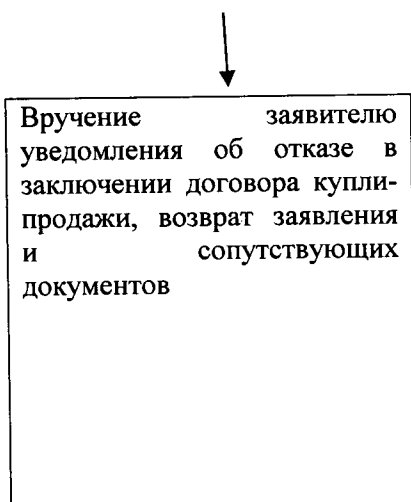 Вручение заявителю
уведомления об отказе в
заключении договора купли-
продажи, возврат заявления
и сопутствующих
документов